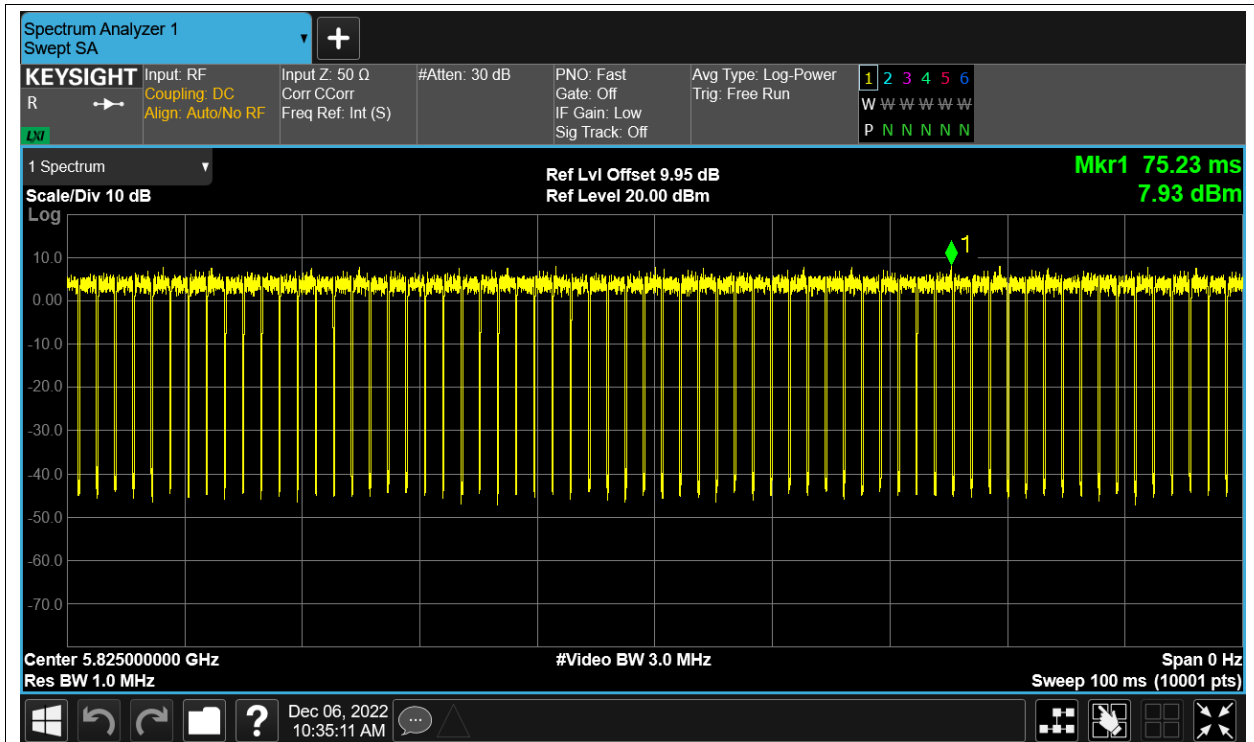 Spectrum Analyzer 1
Swept SA
KEYSIGHT
R
LXI
Input: RF
Coupling: DC
Align: Auto/No RF
Input Z: 50 Ω
Corr CCorr
Freq Ref: Int (S)
#Atten: 30 dB
PNO: Fast
Gate: Off
IF Gain: Low
Sig Track: Off
Avg Type: Log-Power
Trig: Free Run
1 2 3 4 5 6
W W W W W W
P N N N N N
1 Spectrum
Scale/Div 10 dB
Ref Lvl Offset 9.95 dB
Ref Level 20.00 dBm
Mkr1 75.23 ms
7.93 dBm
Log
1
10.0
0.00
-10.0
-20.0
-30.0
-40.0
-50.0
-60.0
-70.0
Center 5.825000000 GHz
Res BW 1.0 MHz
#Video BW 3.0 MHz
Span 0 Hz
Sweep 100 ms (10001 pts)
?
Dec 06, 2022
10:35:11 AM